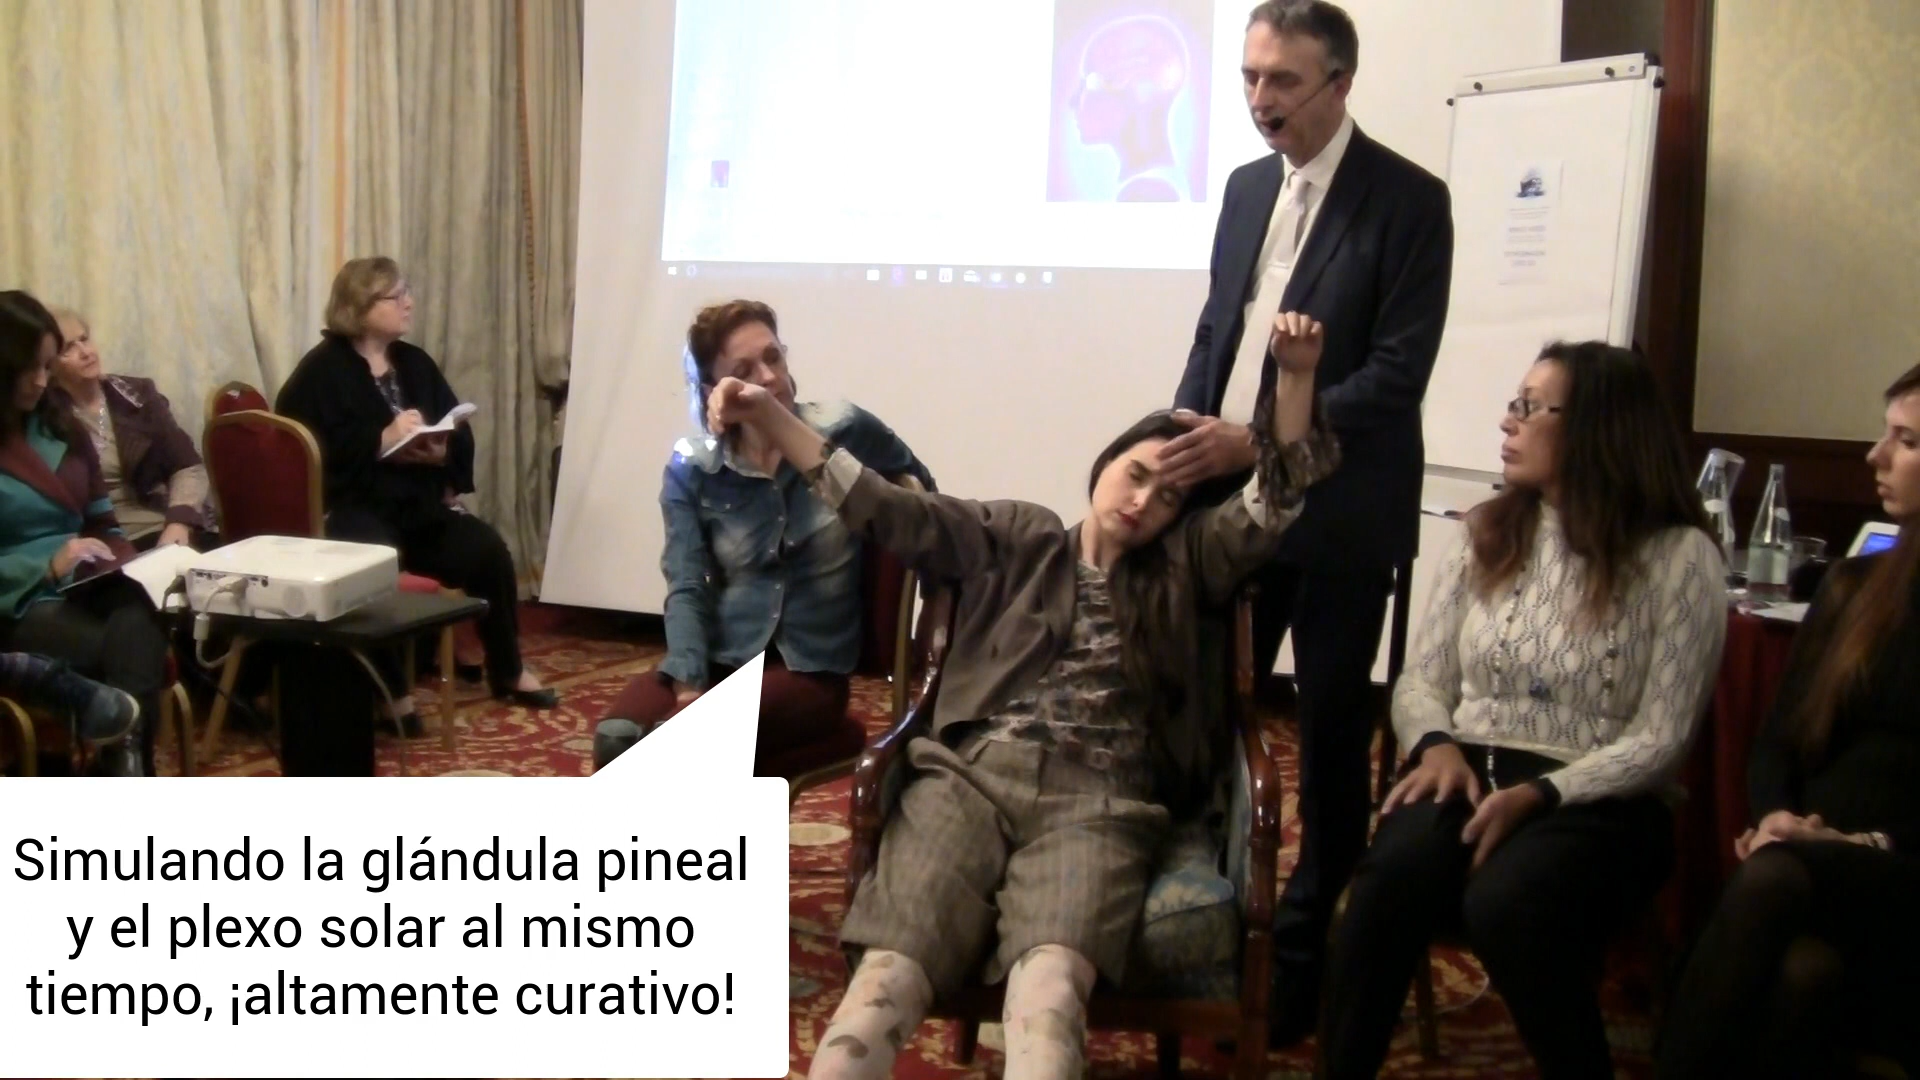 Simulando la glándula pineal
y el plexo solar al mismo
tiempo, ¡altamente curativo!